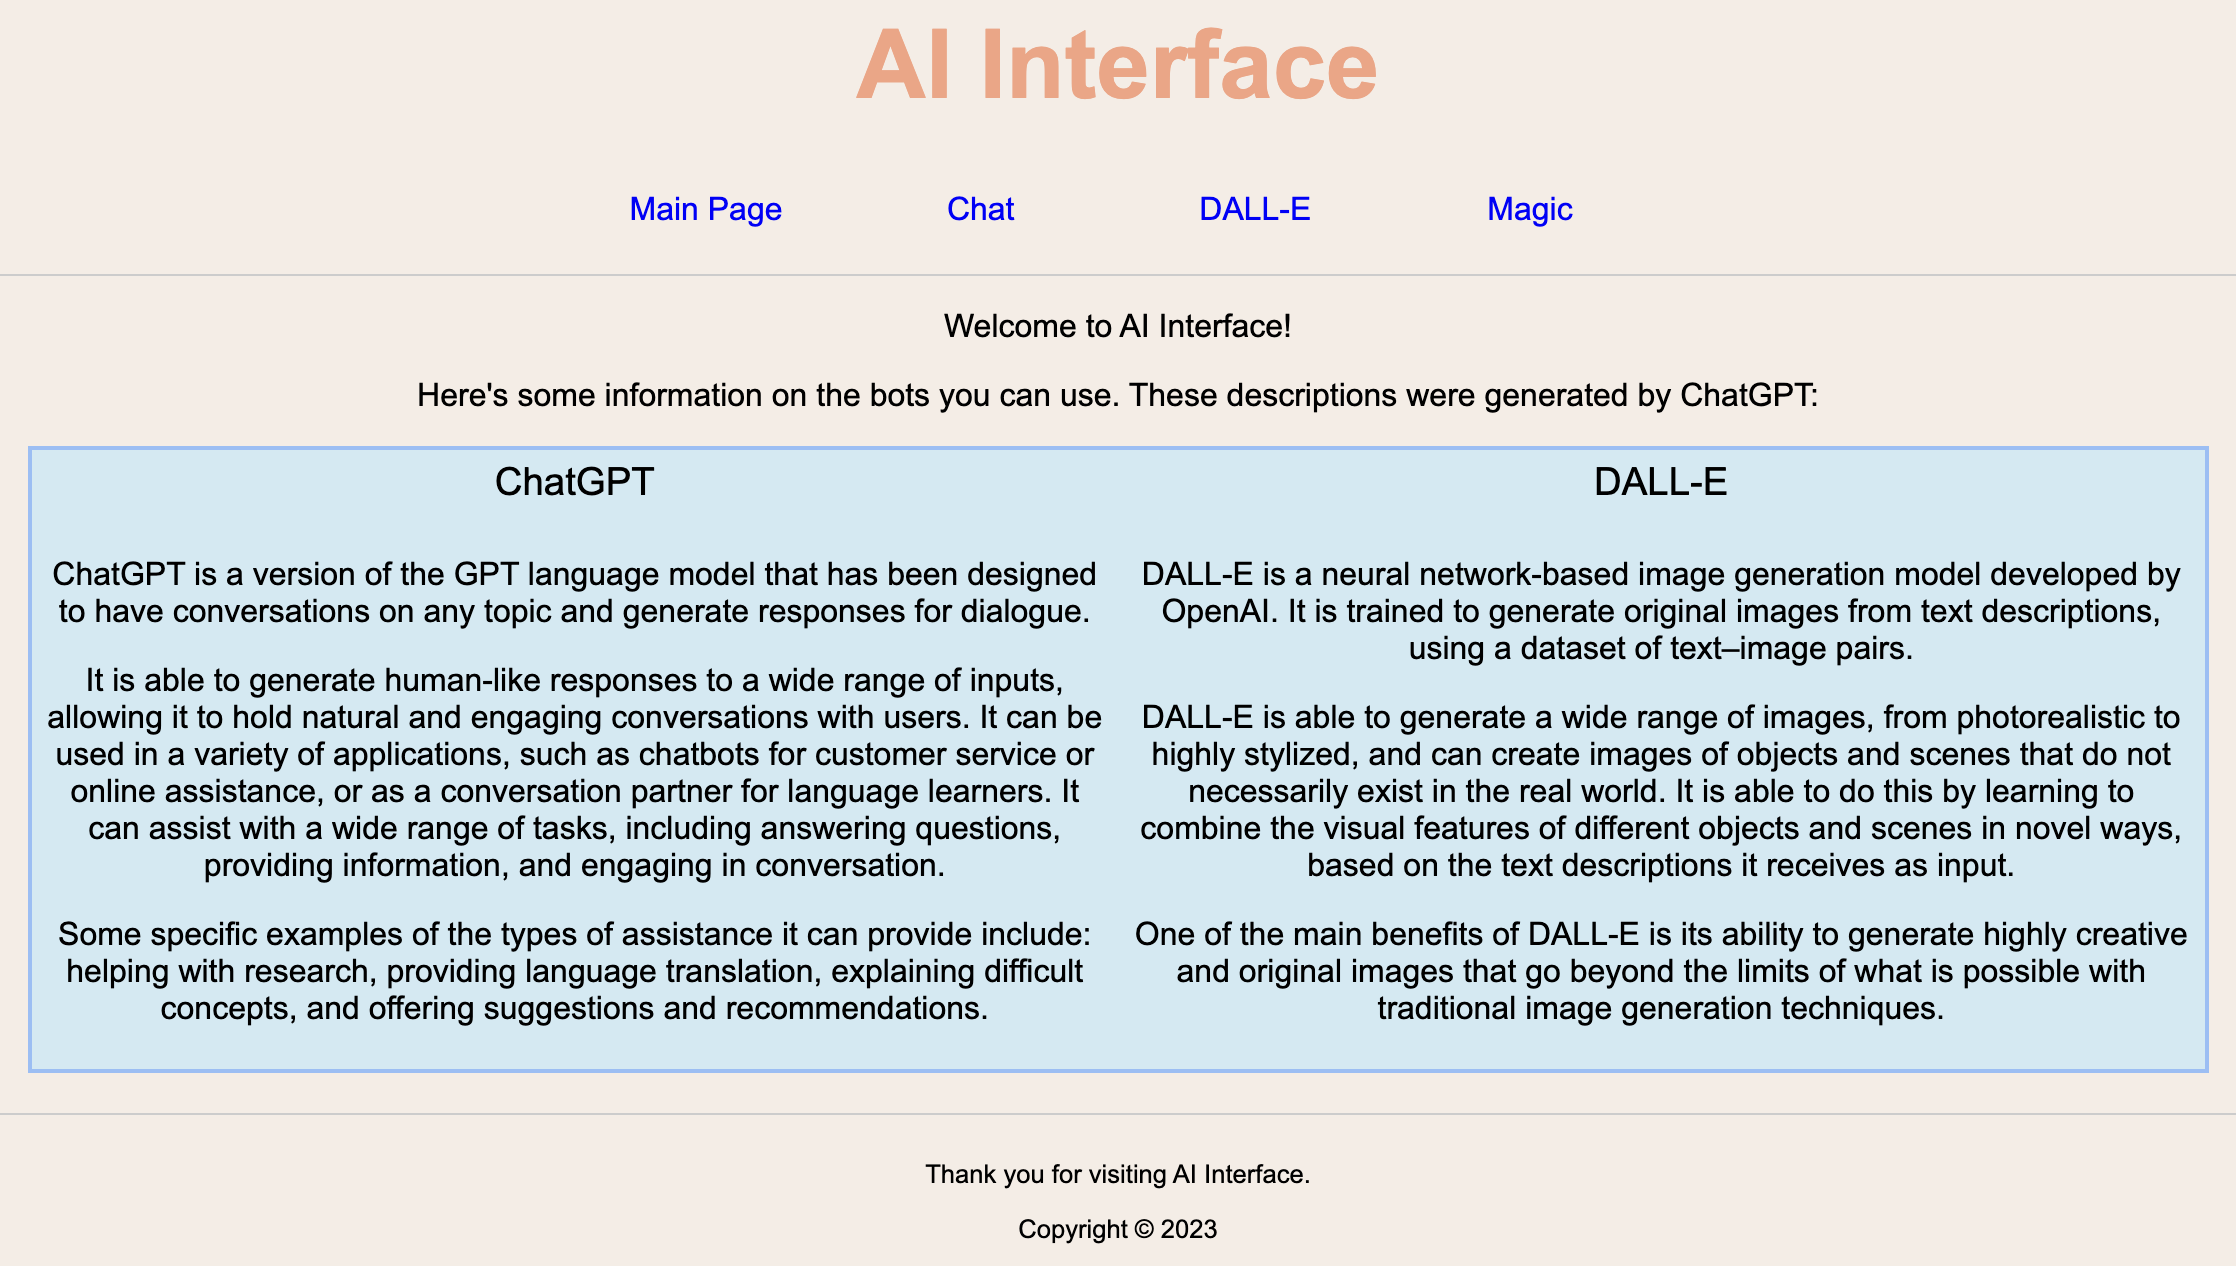 AI Interface
Main Page Chat DALL-E Magic
Welcome to AI Interface!
Here's some information on the bots you can use. These descriptions were generated by ChatGPT:
ChatGPT
ChatGPT is a version of the GPT language model that has been designed
to have conversations on any topic and generate responses for dialogue.
It is able to generate human-like responses to a wide range of inputs,
allowing it to hold natural and engaging conversations with users. It can be
used in a variety of applications, such as chatbots for customer service or
online assistance, or as a conversation partner for language learners. It
can assist with a wide range of tasks, including answering questions,
providing information, and engaging in conversation.
Some specific examples of the types of assistance it can provide include:
helping with research, providing language translation, explaining difficult
concepts, and offering suggestions and recommendations.
DALL-E
DALL-E is a neural network-based image generation model developed by
OpenAI. It is trained to generate original images from text descriptions,
using a dataset of text–image pairs.
DALL-E is able to generate a wide range of images, from photorealistic to
highly stylized, and can create images of objects and scenes that do not
necessarily exist in the real world. It is able to do this by learning to
combine the visual features of different objects and scenes in novel ways,
based on the text descriptions it receives as input.
One of the main benefits of DALL-E is its ability to generate highly creative
and original images that go beyond the limits of what is possible with
traditional image generation techniques.
Thank you for visiting AI Interface.
Copyright © 2023